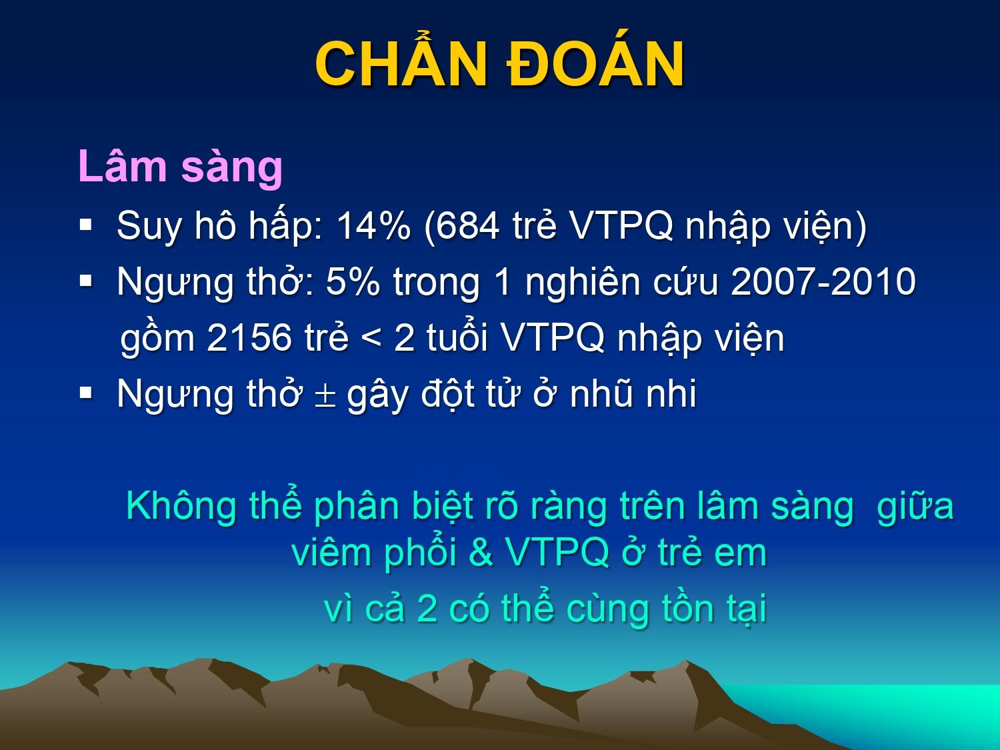 CHẨN ĐOÁN
Lâm sàng
▪ Suy hô hấp: 14% (684 trẻ VTPQ nhập viện)
▪ Ngưng thở: 5% trong 1 nghiên cứu 2007-2010
gồm 2156 trẻ < 2 tuổi VTPQ nhập viện
▪ Ngưng thở ± gây đột tử ở nhũ nhi
Không thể phân biệt rõ ràng trên lâm sàng giữa
viêm phổi & VTPQ ở trẻ em
vì cả 2 có thể cùng tồn tại